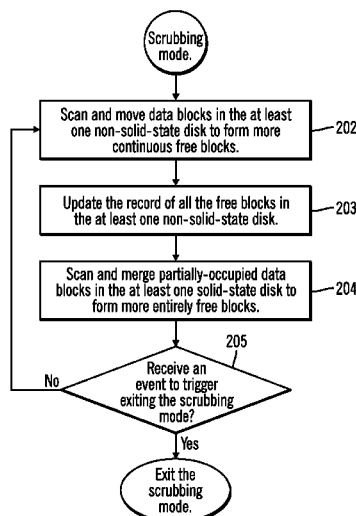 Scrubbing
mode.
Scan and move data blocks in the at least
one non-solid-state disk to form more
continuous free blocks.
202
Update the record of all the free blocks in
the at least one non-solid-state disk.
203
Scan and merge partially-occupied data
blocks in the at least one solid-state disk to
form more entirely free blocks.
204
205
Receive an
event to trigger
exiting the scrubbing
mode?
No
Yes
Exit the
scrubbing
mode.